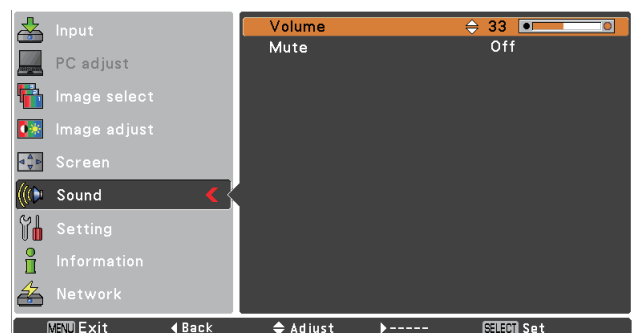 Input
PC adjust
Image select
Image adjust
Screen
Sound
Setting
Information
Network
Volume 33
Mute Off
MENU Exit Back Adjust ----- SELECT Set